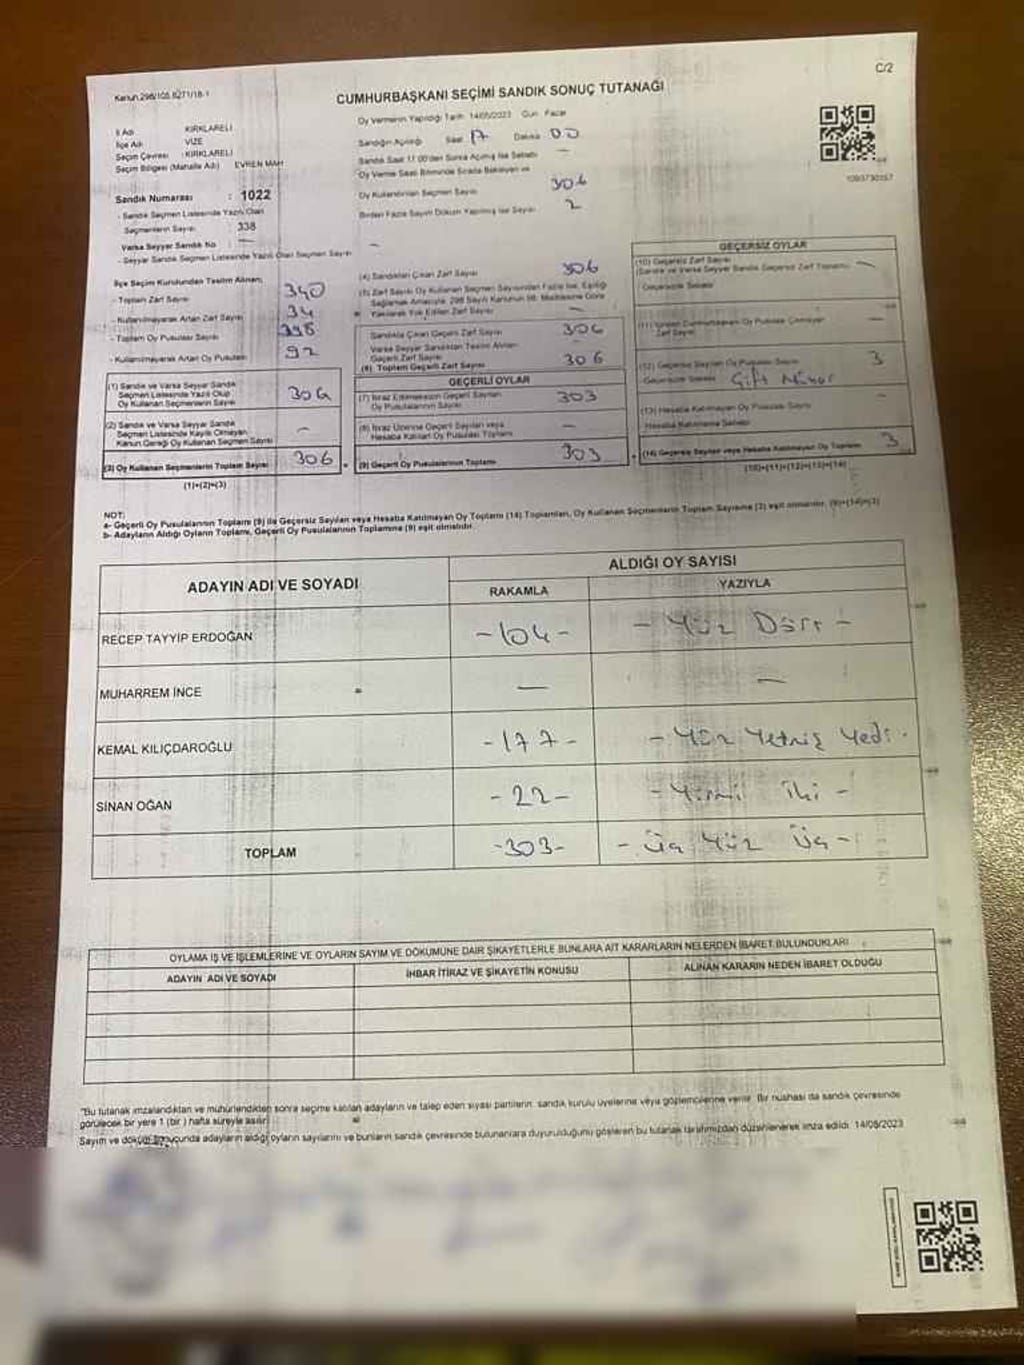 C/2
Kanun 298/105,6271/18-1
CUMHURBAŞKANI SEÇİMİ SANDIK SONUÇ TUTANAĞI
İl Adı : KIRKLARELİ
İlçe Adı : VİZE
Seçim Çevresi : KIRKLARELİ
Seçim Bölgesi (Mahalle Adı) : EVREN MAH
Sandık Numarası : 1022
- Sandık Seçmen Listesinde Yazılı Olan
Seçmenlerin Sayısı 338
Varsa Seyyar Sandık No : —
- Seyyar Sandık Seçmen Listesinde Yazılı Olan Seçmen Sayısı —
Oy Vermenin Yapıldığı Tarih: 14/05/2023 Gün: Pazar
Sandığın Açılışı Saat 17 Dakika 00
Sandık Saat 17:00'den Sonra Açılmış İse Sebebi —
Oy Verme Saati Bitiminde Sırada Bekleyen ve
Oy Kullandırılan Seçmen Sayısı 306
Birden Fazla Sayım Döküm Yapılmış İse Sayısı 2
1093730157
İlçe Seçim Kurulundan Teslim Alınan;
- Toplam Zarf Sayısı 340
- Kullanılmayarak Artan Zarf Sayısı 34
- Toplam Oy Pusulası Sayısı
- Kullanılmayarak Artan Oy Pusulası 92
(1) Sandık ve Varsa Seyyar Sandık
Seçmen Listesinde Yazılı Olup
Oy Kullanan Seçmenlerin Sayısı 306
(2) Sandık ve Varsa Seyyar Sandık
Seçmen Listesinde Kayıtlı Olmayan
Kanun Gereği Oy Kullanan Seçmen Sayısı —
(3) Oy Kullanan Seçmenlerin Toplam Sayısı 306
(1)+(2)=(3)
(4) Sandıktan Çıkan Zarf Sayısı 306
(5) Zarf Sayısı Oy Kullanan Seçmen Sayısından Fazla İse, Eşitliği
Sağlamak Amacıyla, 298 Sayılı Kanunun 98. Maddesine Göre
Yakılarak Yok Edilen Zarf Sayısı —
Sandıkta Çıkan Geçerli Zarf Sayısı 306
Varsa Seyyar Sandıktan Teslim Alınan
Geçerli Zarf Sayısı —
(6) Toplam Geçerli Zarf Sayısı 306
GEÇERLİ OYLAR
(7) İtiraz Edilmeksizin Geçerli Sayılan
Oy Pusulalarının Sayısı 303
(8) İtiraz Üzerine Geçerli Sayılan veya
Hesaba Katılan Oy Pusulası Toplamı —
(9) Geçerli Oy Pusulalarının Toplamı 303
GEÇERSİZ OYLAR
(10) Geçersiz Zarf Sayısı
(Sandık ve Varsa Seyyar Sandık Geçersiz Zarf Toplamı) —
Geçersizlik Sebebi
(11) İçinden Cumhurbaşkanı Oy Pusulası Çıkmayan
Zarf Sayısı —
(12) Geçersiz Sayılan Oy Pusulası Sayısı 3
Geçersizlik Sebebi Çift Mühür
(13) Hesaba Katılmayan Oy Pusulası Sayısı —
Hesaba Katılmama Sebebi
(14) Geçersiz Sayılan veya Hesaba Katılmayan Oy Toplamı 3
(10)+(11)+(12)+(13)=(14)
NOT:
a- Geçerli Oy Pusulalarının Toplamı (9) ile Geçersiz Sayılan veya Hesaba Katılmayan Oy Toplamı (14) Toplamları, Oy Kullanan Seçmenlerin Toplam Sayısına (3) eşit olmalıdır. (9)+(14)=(3)
b- Adayların Aldığı Oyların Toplamı, Geçerli Oy Pusulalarının Toplamına (9) eşit olmalıdır.
ADAYIN ADI VE SOYADI ALDIĞI OY SAYISI
RAKAMLA YAZIYLA
RECEP TAYYİP ERDOĞAN -104- - Yüz Dört -
MUHARREM İNCE — —
KEMAL KILIÇDAROĞLU -177- - Yüz Yetmiş Yedi -
SİNAN OĞAN -22- - Yirmi iki -
TOPLAM -303- - Üç Yüz Üç -
OYLAMA İŞ VE İŞLEMLERİNE VE OYLARIN SAYIM VE DÖKÜMÜNE DAİR ŞİKAYETLERLE BUNLARA AİT KARARLARIN NELERDEN İBARET BULUNDUKLARI
ADAYIN ADI VE SOYADI İHBAR İTİRAZ VE ŞİKAYETİN KONUSU ALINAN KARARIN NEDEN İBARET OLDUĞU
"Bu tutanak imzalandıktan ve mühürlendikten sonra seçime katılan adayların ve talep eden siyasi partilerin, sandık kurulu üyelerine veya gözlemcilerine verilir. Bir nüshası da sandık çevresinde
görülecek bir yere 1 (bir) hafta süreyle asılır.
Sayım ve döküm sonucunda adayların aldığı oyların sayılarını ve bunların sandık çevresinde bulunanlara duyurulduğunu gösteren bu tutanak tarafımızdan düzenlenerek imza edildi. 14/05/2023